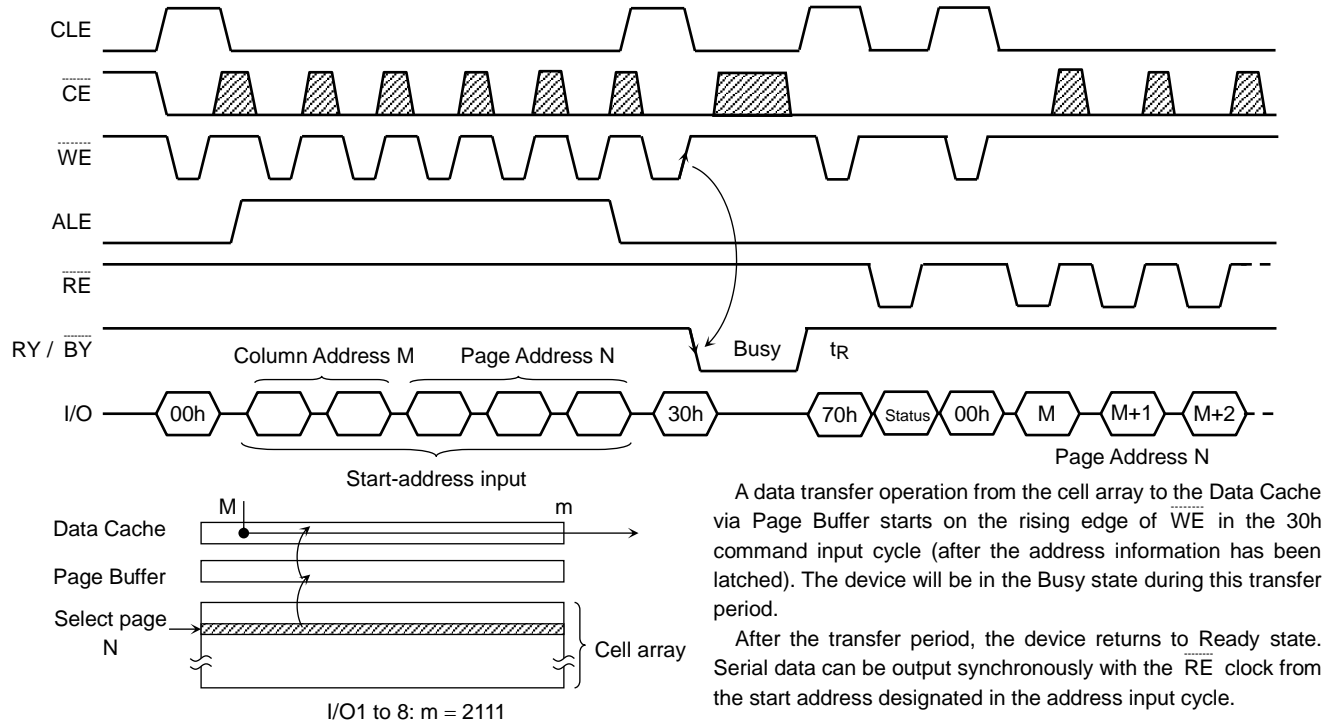 CLE
CE
WE
ALE
RE
RY / BY
Busy tR
Column Address M Page Address N
I/O 00h 30h 70h Status 00h M M+1 M+2
Start-address input
Page Address N
M m
Data Cache
Page Buffer
Select page
N
Cell array
I/O1 to 8: m = 2111
A data transfer operation from the cell array to the Data Cache
via Page Buffer starts on the rising edge of WE in the 30h
command input cycle (after the address information has been
latched). The device will be in the Busy state during this transfer
period.
After the transfer period, the device returns to Ready state.
Serial data can be output synchronously with the RE clock from
the start address designated in the address input cycle.